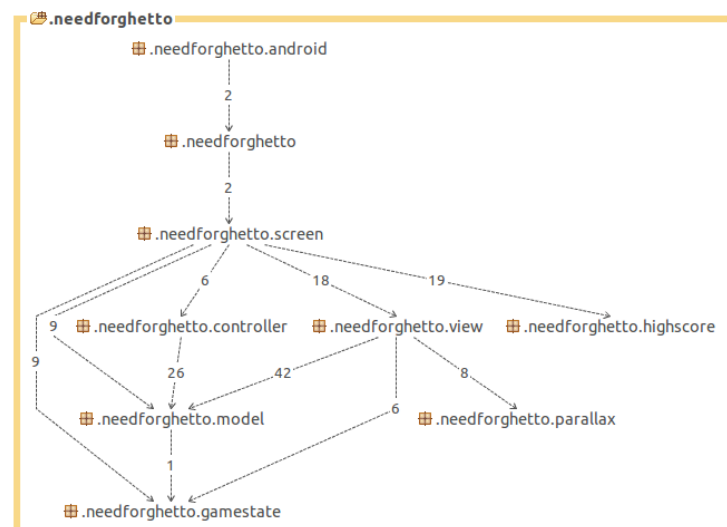 .needforghetto
.needforghetto.android
2
.needforghetto
2
.needforghetto.screen
6
18
19
9
.needforghetto.controller
.needforghetto.view
.needforghetto.highscore
9
26
42
8
6
.needforghetto.model
.needforghetto.parallax
1
.needforghetto.gamestate